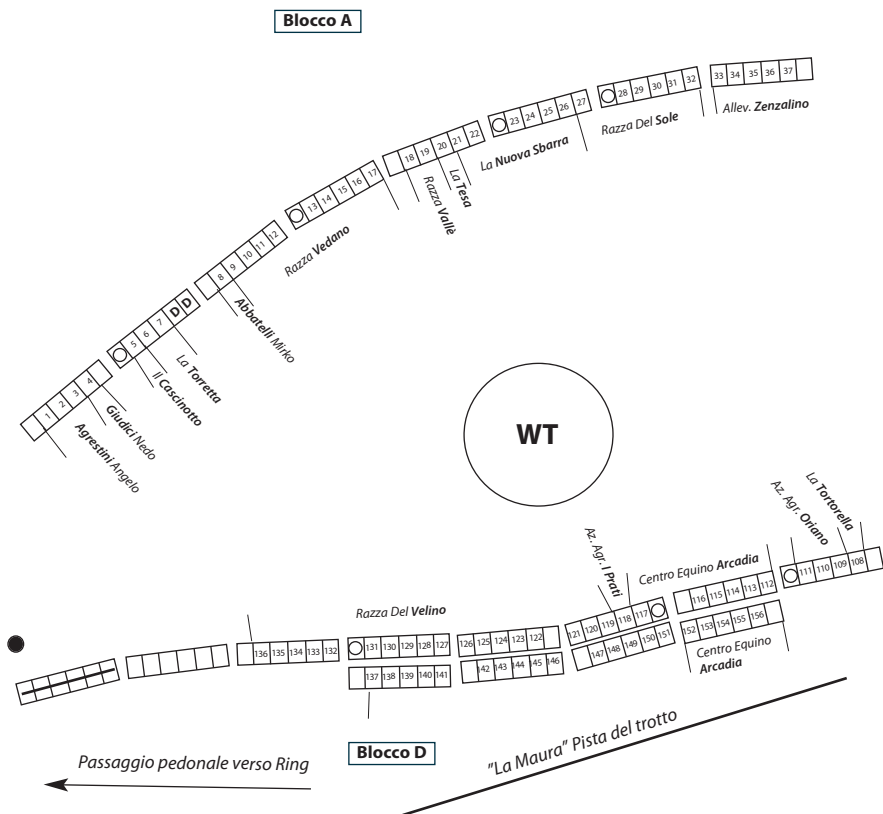 Blocco A
33 34 35 36 37
Allev. Zenzalino
28 29 30 31 32
Razza Del Sole
23 24 25 26 27
La Nuova Sbarra
18 19 20 21 22
La Tesa
Razza Vallè
13 14 15 16 17
Razza Vedano
8 9 10 11 12
Abbatelli Mirko
5 6 7 D D
La Torretta
Il Cascinotto
1 2 3 4
Giudici Nedo
Agrestini Angelo
WT
La Tortorella
Az. Agr. Oriano
111 110 109 108
Az. Agr. I Prati
Centro Equino Arcadia
116 115 114 113 112
121 120 119 118 117
Razza Del Velino
126 125 124 123 122
131 130 129 128 127
136 135 134 133 132
152 153 154 155 156
147 148 149 150 151
142 143 144 145 146
137 138 139 140 141
Centro Equino
Arcadia
Blocco D
"La Maura" Pista del trotto
Passaggio pedonale verso Ring